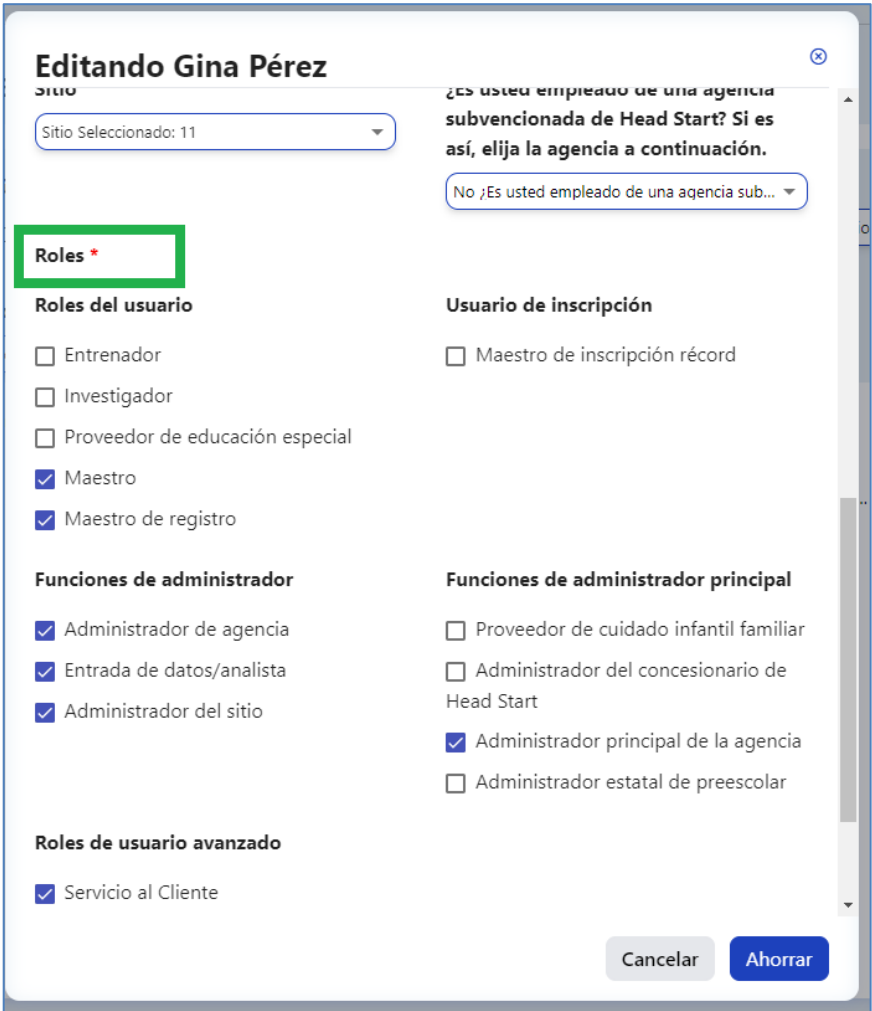 Editando Gina Pérez
Sitio
Sitio Seleccionado: 11
¿Es usted empleado de una agencia
subvencionada de Head Start? Si es
así, elija la agencia a continuación.
No ¿Es usted empleado de una agencia sub...
Roles *
Roles del usuario
Entrenador
Investigador
Proveedor de educación especial
Maestro
Maestro de registro
Usuario de inscripción
Maestro de inscripción récord
Funciones de administrador
Administrador de agencia
Entrada de datos/analista
Administrador del sitio
Funciones de administrador principal
Proveedor de cuidado infantil familiar
Administrador del concesionario de
Head Start
Administrador principal de la agencia
Administrador estatal de preescolar
Roles de usuario avanzado
Servicio al Cliente
Cancelar
Ahorrar